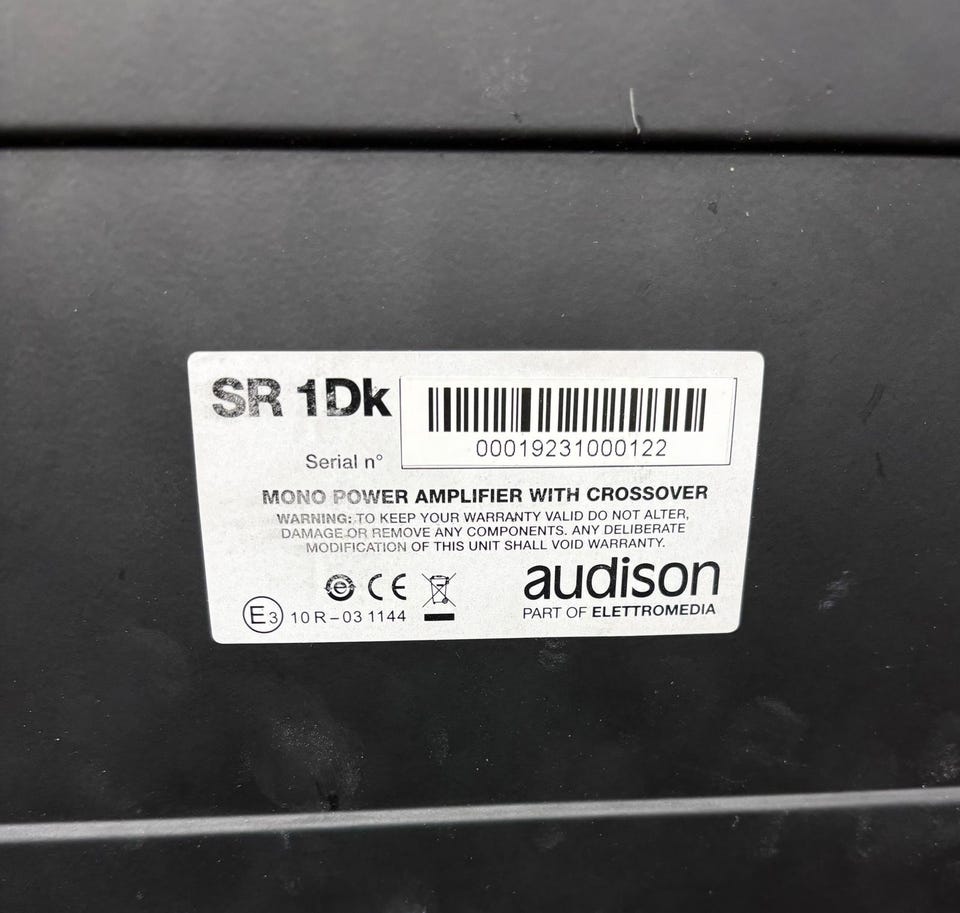 SR 1Dk
Serial n° 00019231000122
MONO POWER AMPLIFIER WITH CROSSOVER
WARNING: TO KEEP YOUR WARRANTY VALID DO NOT ALTER,
DAMAGE OR REMOVE ANY COMPONENTS. ANY DELIBERATE
MODIFICATION OF THIS UNIT SHALL VOID WARRANTY.
e CE
audison
E3 10 R - 03 1144
PART OF ELETTROMEDIA